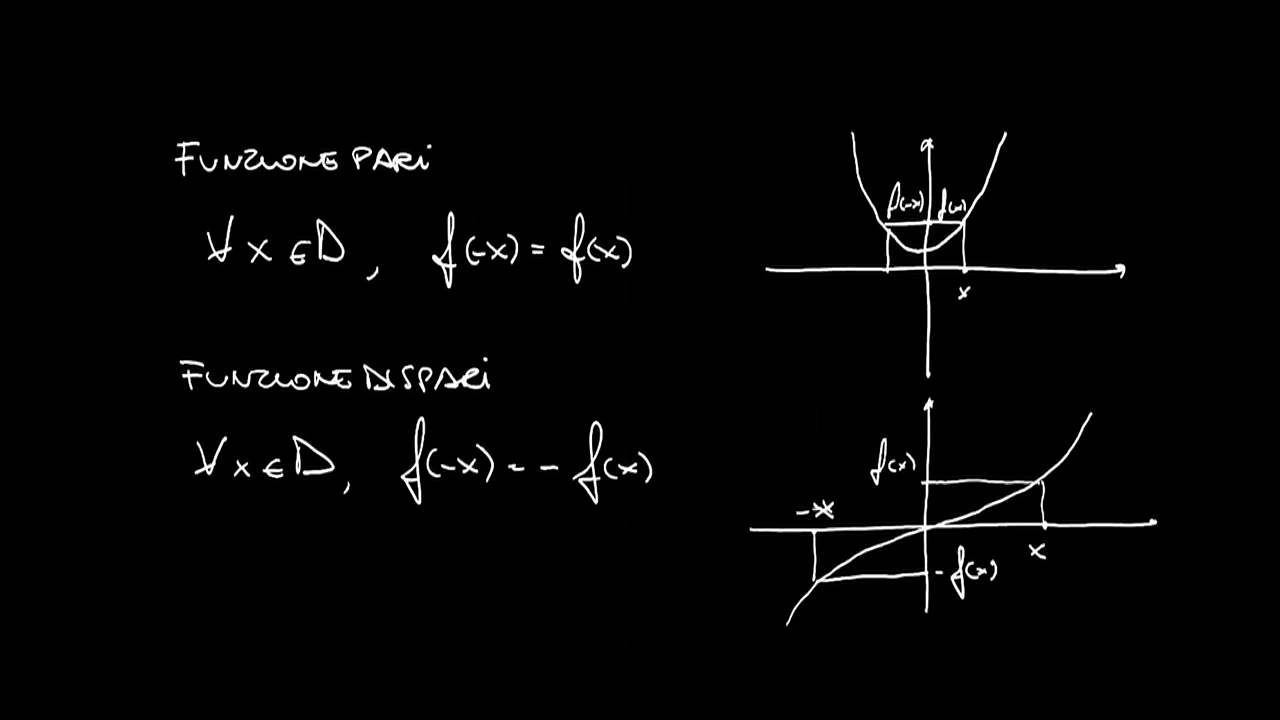 FUNZIONE PARI
∀ x ∈ D, f(-x) = f(x)
f(-x) f(x)
x
FUNZIONE DISPARI
∀ x ∈ D, f(-x) = - f(x)
f(x)
-x
x
- f(x)